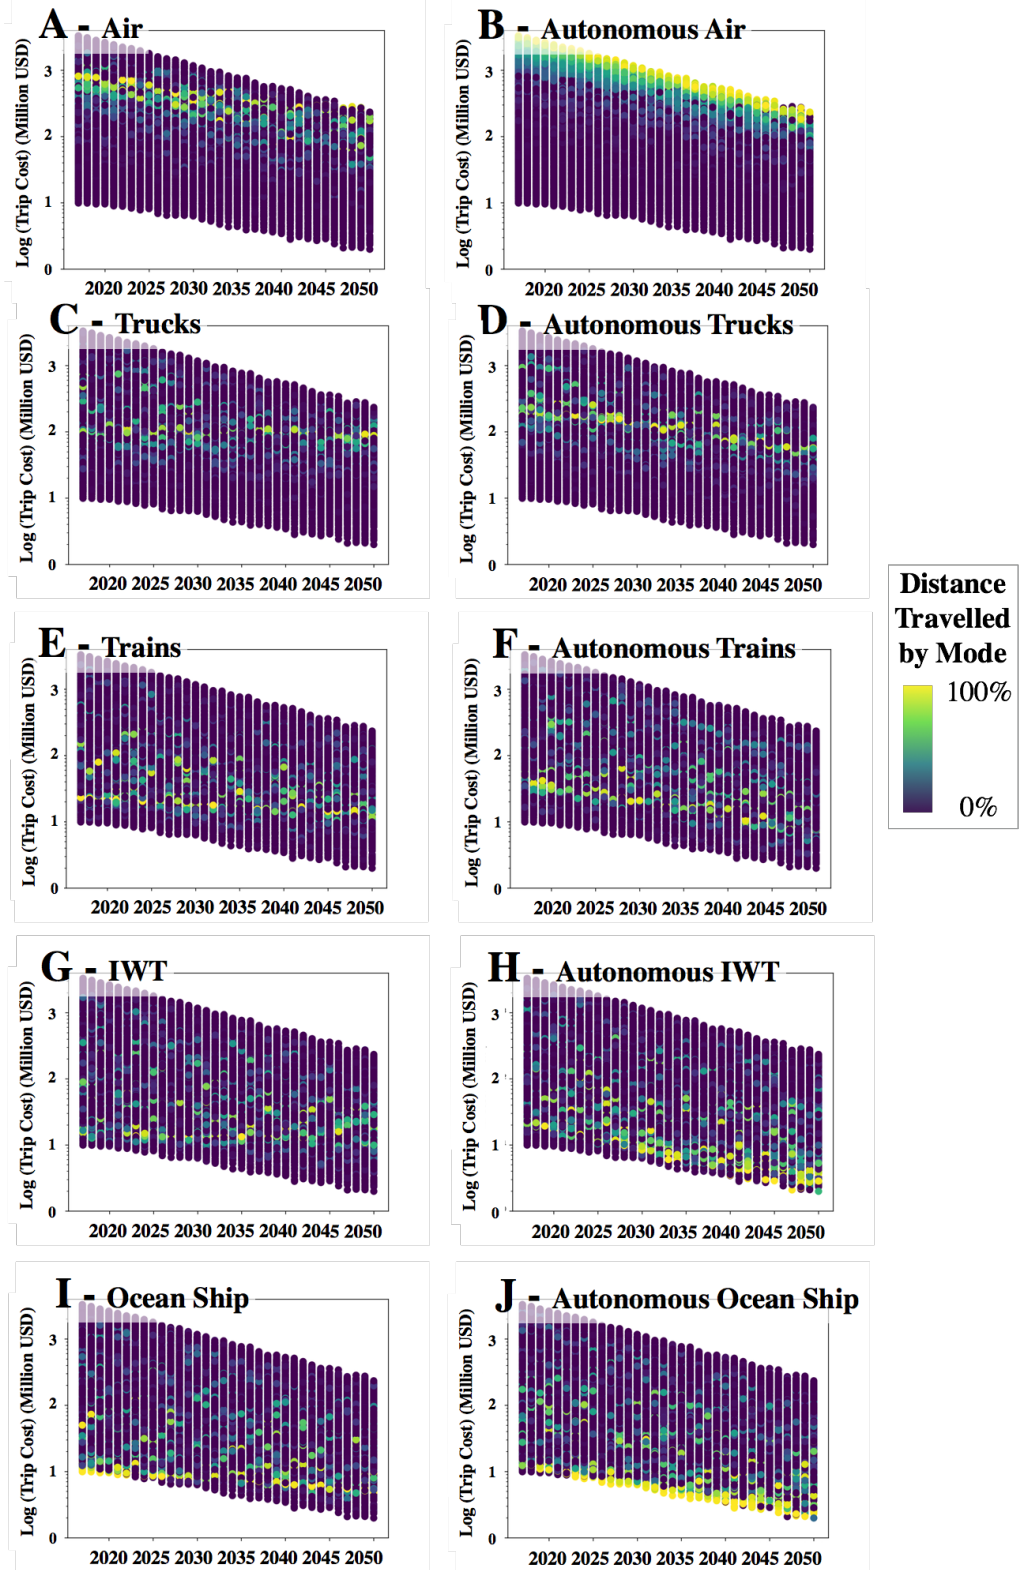 A - Air
B - Autonomous Air
Log (Trip Cost) (Million USD)
3
2
1
0
2020 2025 2030 2035 2040 2045 2050
Log (Trip Cost) (Million USD)
3
2
1
0
2020 2025 2030 2035 2040 2045 2050
C - Trucks
D - Autonomous Trucks
Log (Trip Cost) (Million USD)
3
2
1
0
2020 2025 2030 2035 2040 2045 2050
Log (Trip Cost) (Million USD)
3
2
1
0
2020 2025 2030 2035 2040 2045 2050
Distance
Travelled
by Mode
100%
0%
E - Trains
F - Autonomous Trains
Log (Trip Cost) (Million USD)
3
2
1
0
2020 2025 2030 2035 2040 2045 2050
Log (Trip Cost) (Million USD)
3
2
1
0
2020 2025 2030 2035 2040 2045 2050
G - IWT
H - Autonomous IWT
Log (Trip Cost) (Million USD)
3
2
1
0
2020 2025 2030 2035 2040 2045 2050
Log (Trip Cost) (Million USD)
3
2
1
0
2020 2025 2030 2035 2040 2045 2050
I - Ocean Ship
J - Autonomous Ocean Ship
Log (Trip Cost) (Million USD)
3
2
1
0
2020 2025 2030 2035 2040 2045 2050
Log (Trip Cost) (Million USD)
3
2
1
0
2020 2025 2030 2035 2040 2045 2050